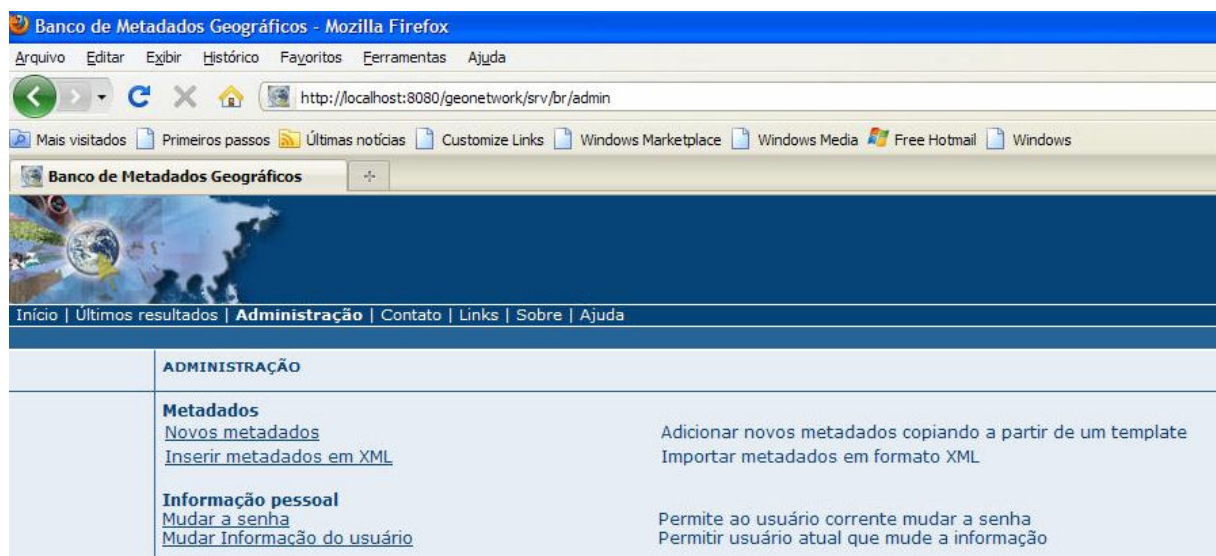 Banco de Metadados Geográficos - Mozilla Firefox
Arquivo Editar Exibir Histórico Favoritos Ferramentas Ajuda
http://localhost:8080/geonetwork/srv/br/admin
Mais visitados Primeiros passos Últimas notícias Customize Links Windows Marketplace Windows Media Free Hotmail Windows
Banco de Metadados Geográficos
Início | Últimos resultados | Administração | Contato | Links | Sobre | Ajuda
ADMINISTRAÇÃO
Metadados
Novos metadados Adicionar novos metadados copiando a partir de um template
Inserir metadados em XML Importar metadados em formato XML
Informação pessoal
Mudar a senha Permite ao usuário corrente mudar a senha
Mudar Informação do usuário Permitir usuário atual que mude a informação